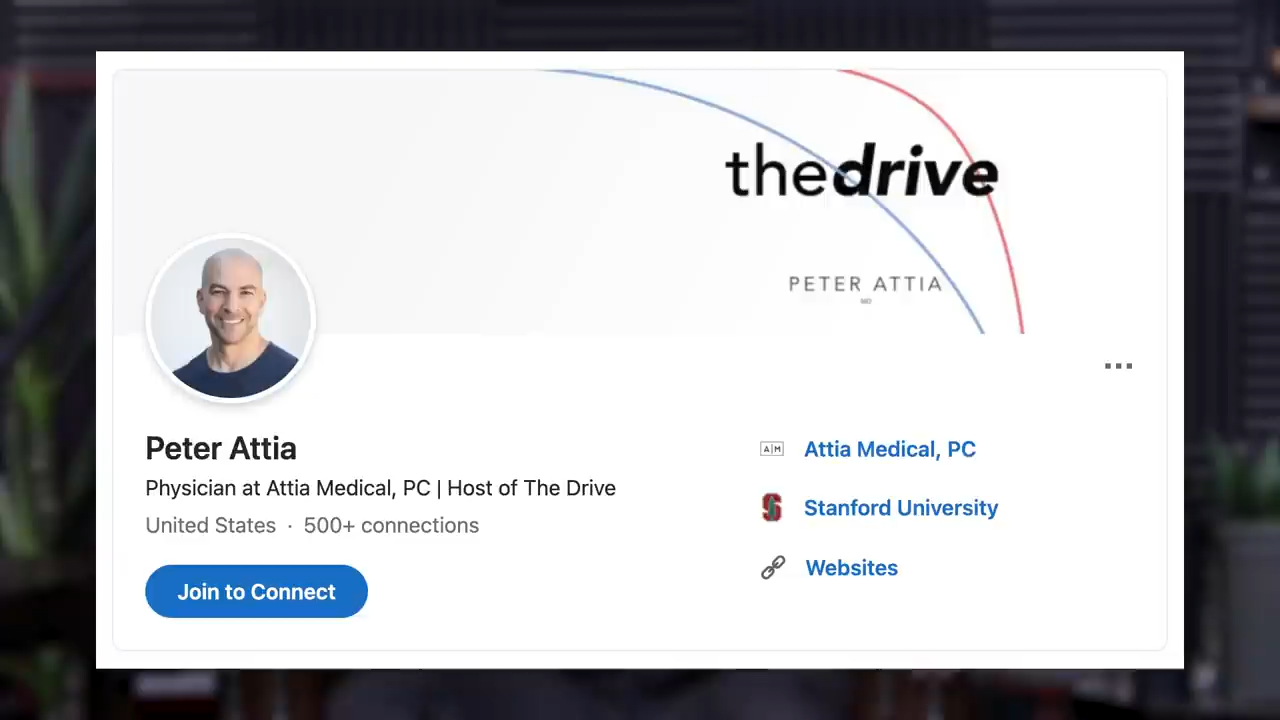 thedrive
PETER ATTIA
MD
Peter Attia
Physician at Attia Medical, PC | Host of The Drive
United States · 500+ connections
Join to Connect
A|M Attia Medical, PC
S Stanford University
Websites